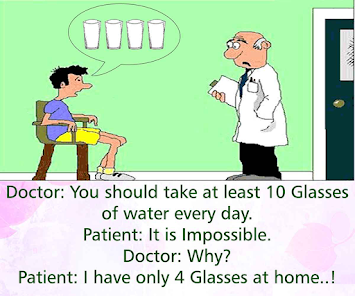 Doctor: You should take at least 10 Glasses
of water every day.
Patient: It is Impossible.
Doctor: Why?
Patient: I have only 4 Glasses at home..!